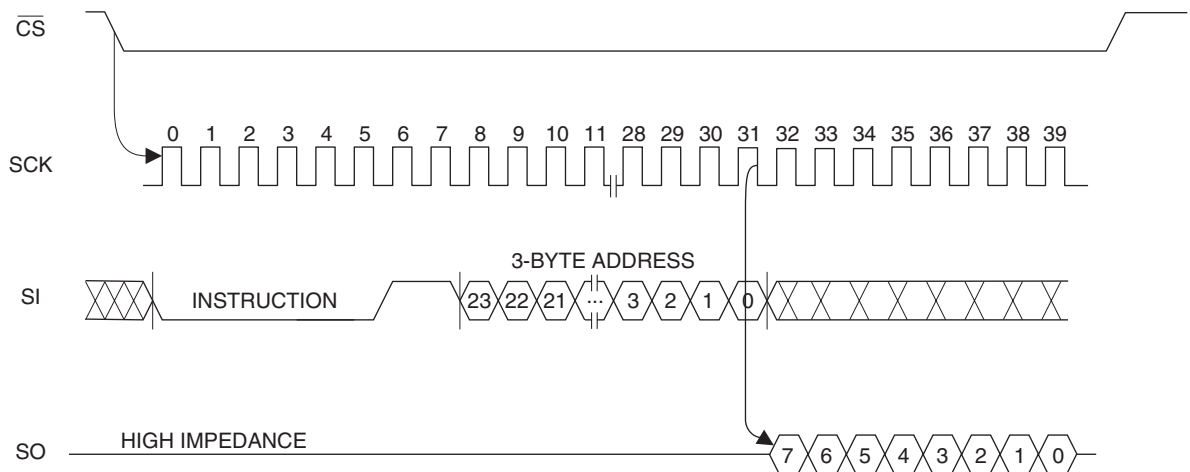 CS
0 1 2 3 4 5 6 7 8 9 10 11 28 29 30 31 32 33 34 35 36 37 38 39
SCK
3-BYTE ADDRESS
SI
INSTRUCTION
23 22 21 ... 3 2 1 0
HIGH IMPEDANCE
SO
7 6 5 4 3 2 1 0